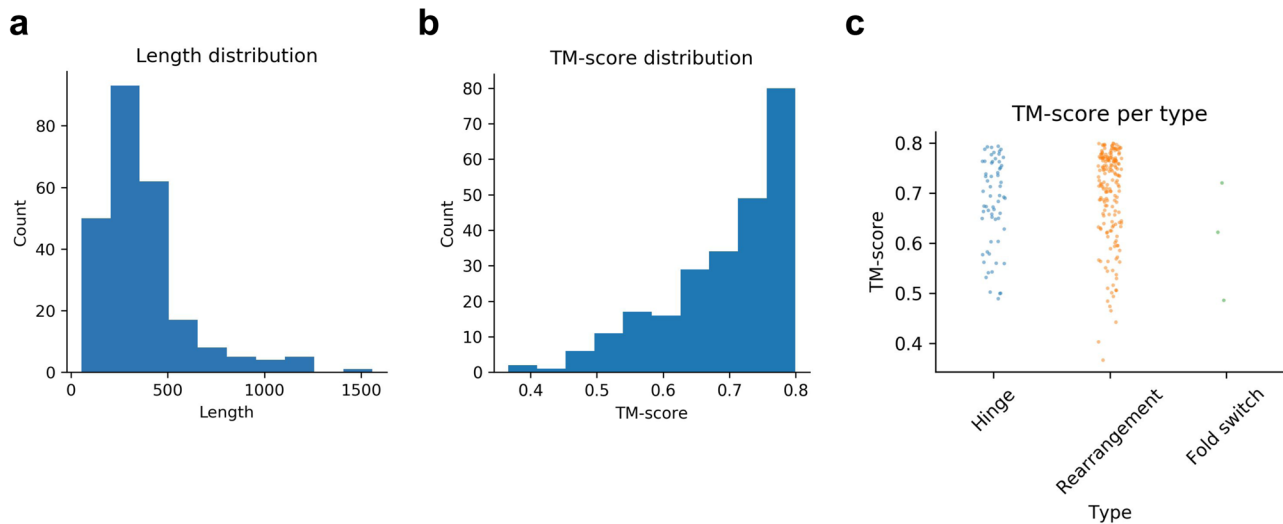 a
Length distribution
Count
80
60
40
20
0
0
500
1000
1500
Length
b
TM-score distribution
Count
80
70
60
50
40
30
20
10
0
0.4
0.5
0.6
0.7
0.8
TM-score
c
TM-score per type
TM-score
0.8
0.7
0.6
0.5
0.4
Hinge
Rearrangement
Fold switch
Type